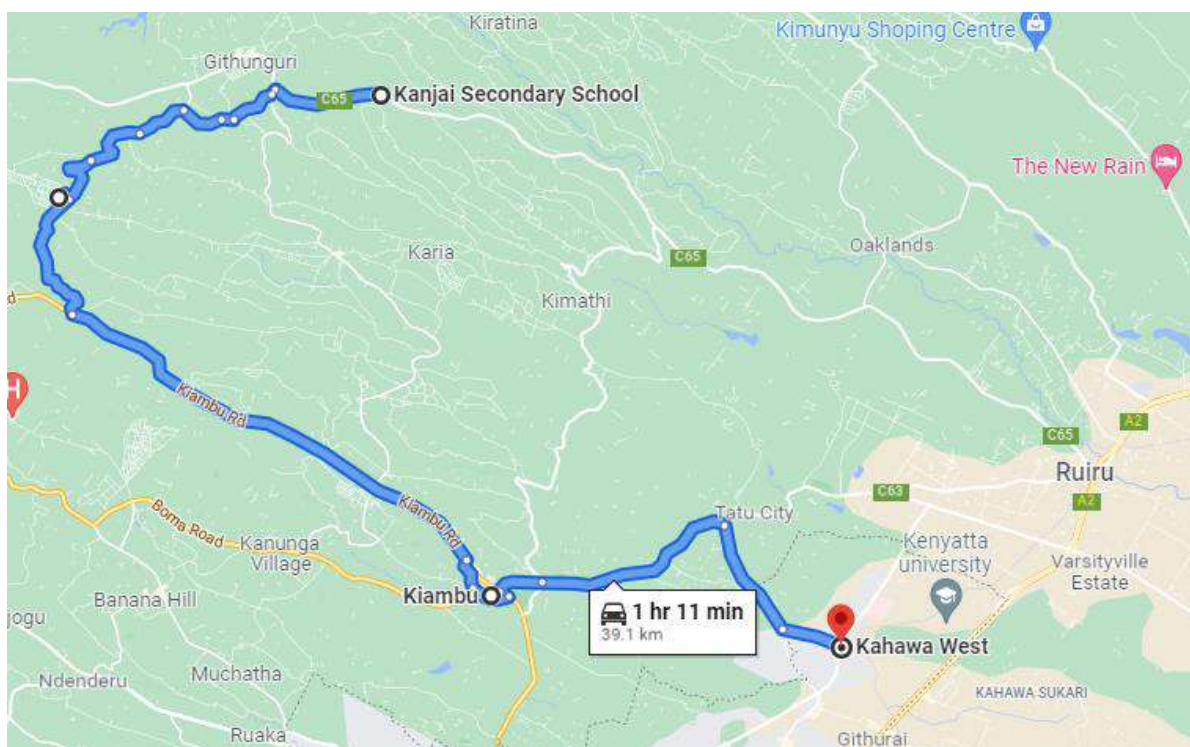 Kiratina
Kimunyu Shoping Centre
Githunguri
C65
Kanjai Secondary School
The New Rain
Karia
Oaklands
C65
Kimathi
d
H
Kiambu Rd
A2
C65
Ruiru
C63
A2
Kiambu Rd
Tatu City
Boma Road
Kanunga
Village
Kenyatta
university
Varsityville
Estate
Kiambu
1 hr 11 min
39.1 km
Banana Hill
jogu
Kahawa West
Muchatha
Ndenderu
KAHAWA SUKARI
Ruaka
Githurai